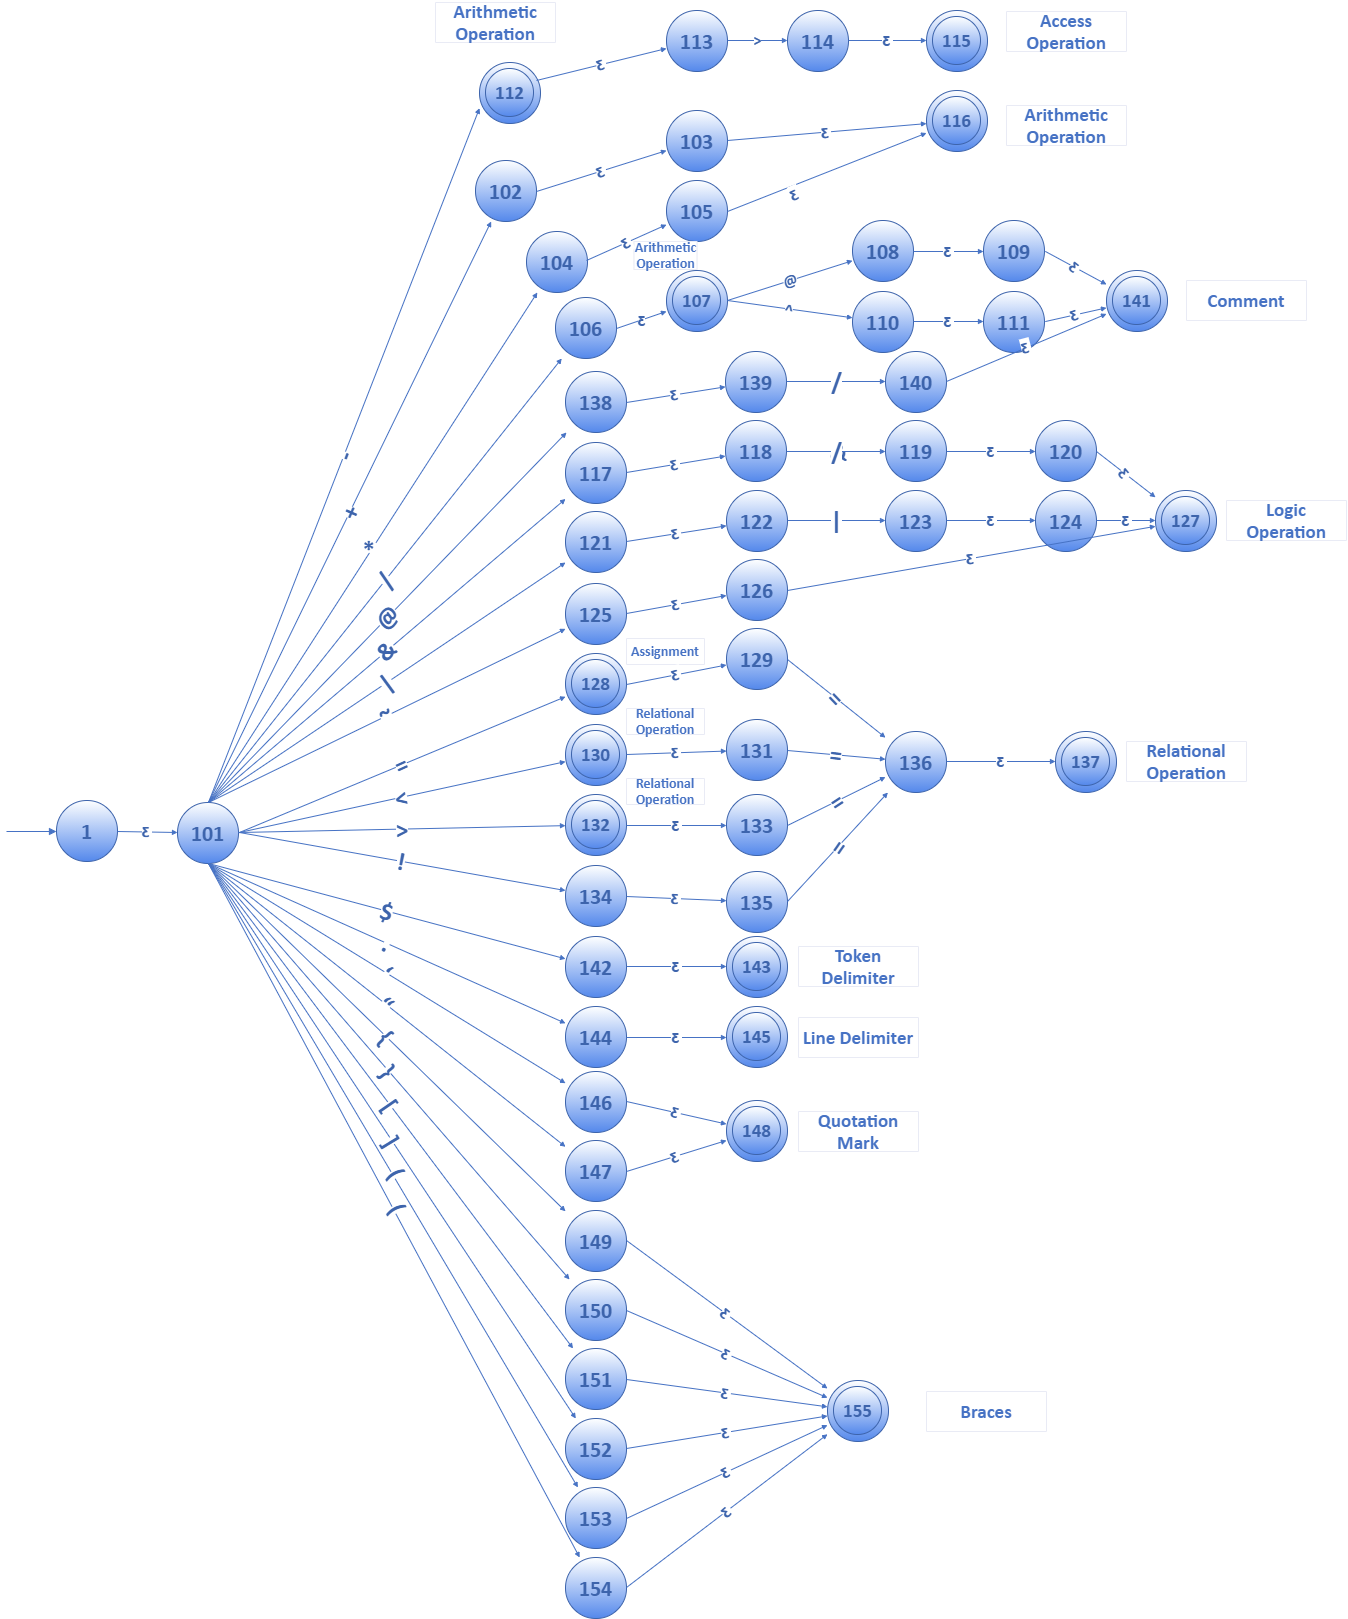 Arithmetic
Operation
112
ε
113
>
114
ε
115
Access
Operation
102
ε
103
ε
116
Arithmetic
Operation
104
ε
105
ε
Arithmetic
Operation
106
ε
107
@
108
ε
109
ε
^
110
ε
111
ε
141
Comment
138
ε
139
/
140
ε
117
ε
118
119
ε
120
ε
121
ε
122
|
123
ε
124
ε
127
Logic
Operation
125
ε
126
ε
Assignment
128
ε
129
=
Relational
Operation
130
ε
131
=
136
ε
137
Relational
Operation
Relational
Operation
132
ε
133
=
134
ε
135
=
-
+
*
@
&
~
=
<
>
!
1
ε
101
$
.
{
}
[
]
(
(
142
ε
143
Token
Delimiter
144
ε
145
Line Delimiter
146
ε
147
ε
148
Quotation
Mark
149
ε
150
ε
151
ε
152
ε
153
ε
154
ε
155
Braces